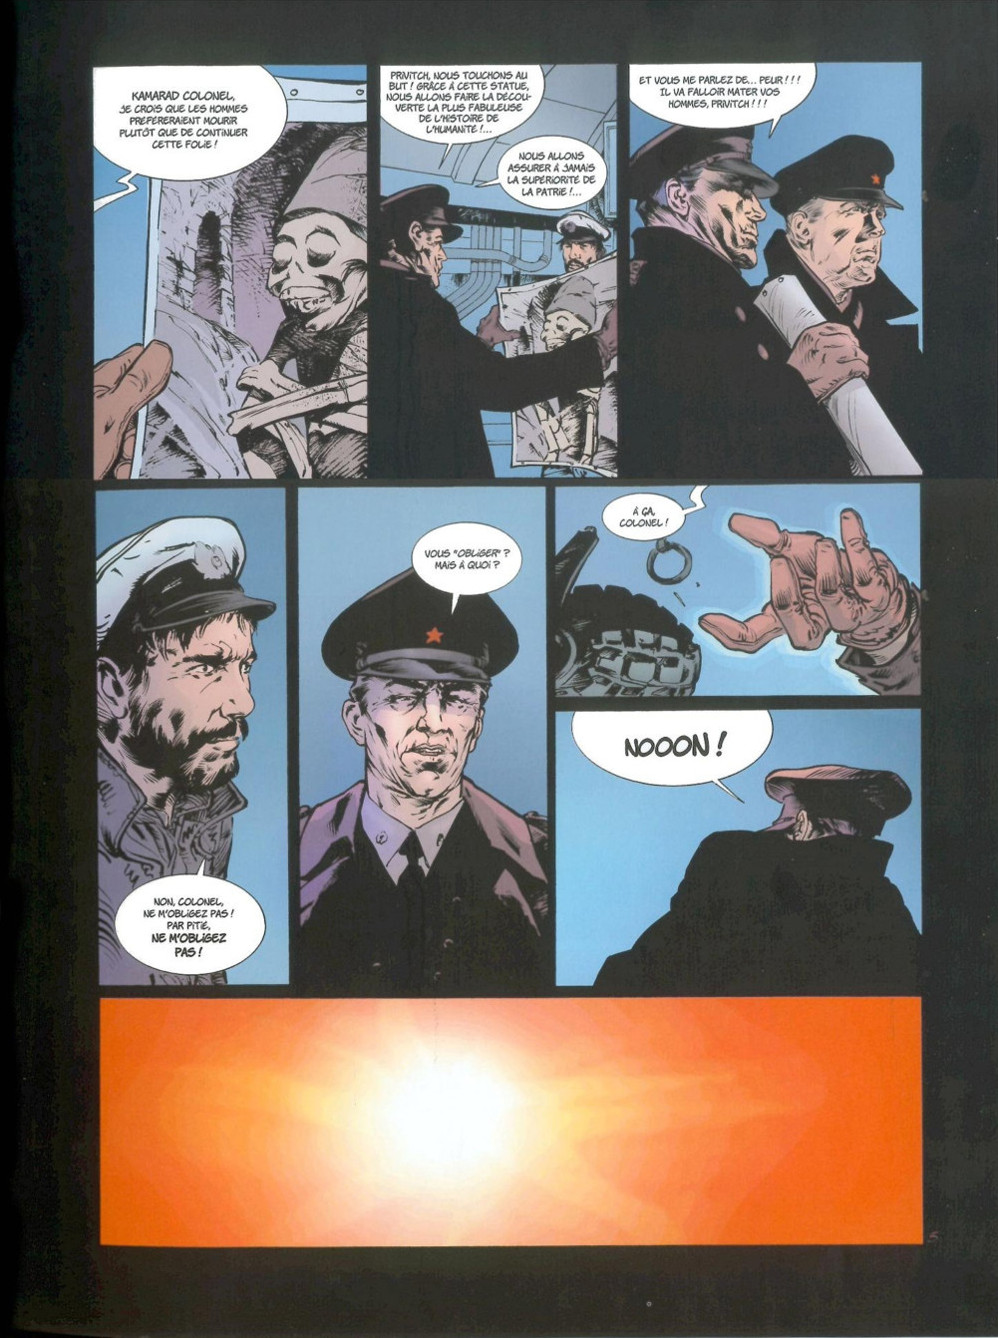 KAMARAD COLONEL,
JE CROIS QUE LES HOMMES
PRÉFÈRERAIENT MOURIR
PLUTÔT QUE DE CONTINUER
CETTE FOLIE !
PRIVITCH, NOUS TOUCHONS AU
BUT ! GRÂCE À CETTE STATUE,
NOUS ALLONS FAIRE LA DÉCOU-
VERTE LA PLUS FABULEUSE
DE L'HISTOIRE DE
L'HUMANITÉ !...
NOUS ALLONS
ASSURER À JAMAIS
LA SUPÉRIORITÉ DE
LA PATRIE !...
ET VOUS ME PARLEZ DE... PEUR ! ! !
IL VA FALLOIR MATER VOS
HOMMES, PRIVITCH ! ! !
NON, COLONEL,
NE M'OBLIGEZ PAS !
PAR PITIÉ,
NE M'OBLIGEZ
PAS !
VOUS "OBLIGER" ?
MAIS À QUOI ?
À ÇA,
COLONEL !
NOOON !
5